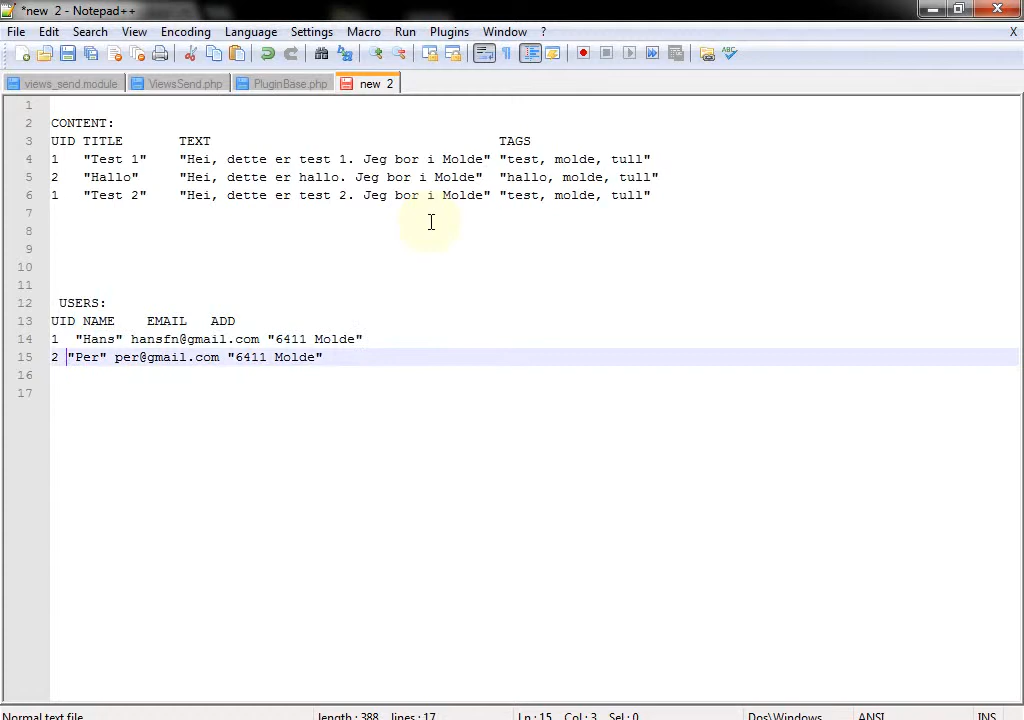 *new  2 - Notepad++
File Edit Search View Encoding Language Settings Macro Run Plugins Window ? X
views_send.module ViewsSend.php PluginBase.php new  2
1
2 CONTENT:
3 UID TITLE TEXT TAGS
4 1 "Test 1" "Hei, dette er test 1. Jeg bor i Molde" "test, molde, tull"
5 2 "Hallo" "Hei, dette er hallo. Jeg bor i Molde" "hallo, molde, tull"
6 1 "Test 2" "Hei, dette er test 2. Jeg bor i Molde" "test, molde, tull"
7
8
9
10
11
12 USERS:
13 UID NAME EMAIL ADD
14 1 "Hans" hansfn@gmail.com "6411 Molde"
15 2 "Per" per@gmail.com "6411 Molde"
16
17
Normal text file length : 388 lines : 17 Ln : 15 Col : 3 Sel : 0 Dos\Windows ANSI INS